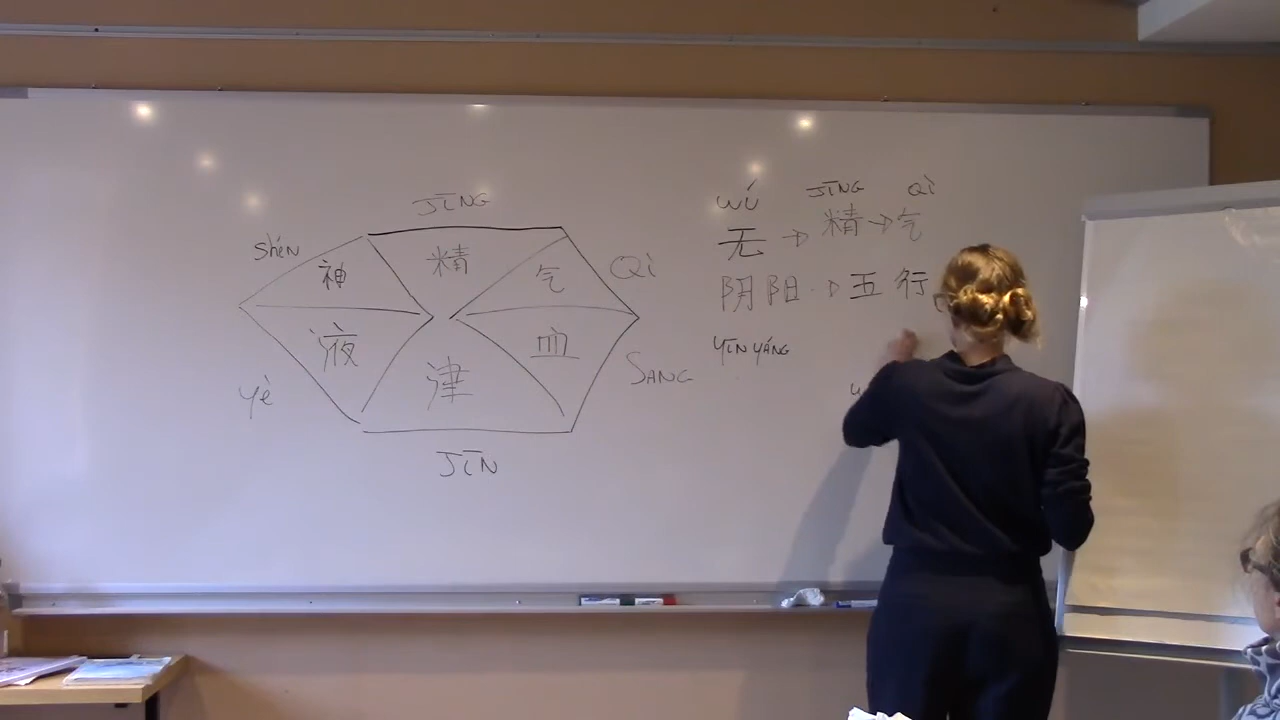 JĪNG
shén
神
精
气
Qì
液
津
血
Yè
SANG
JĪN
WÚ JĪNG QÌ
无 → 精 → 气
阴阳 → 五行
YĪN YÁNG